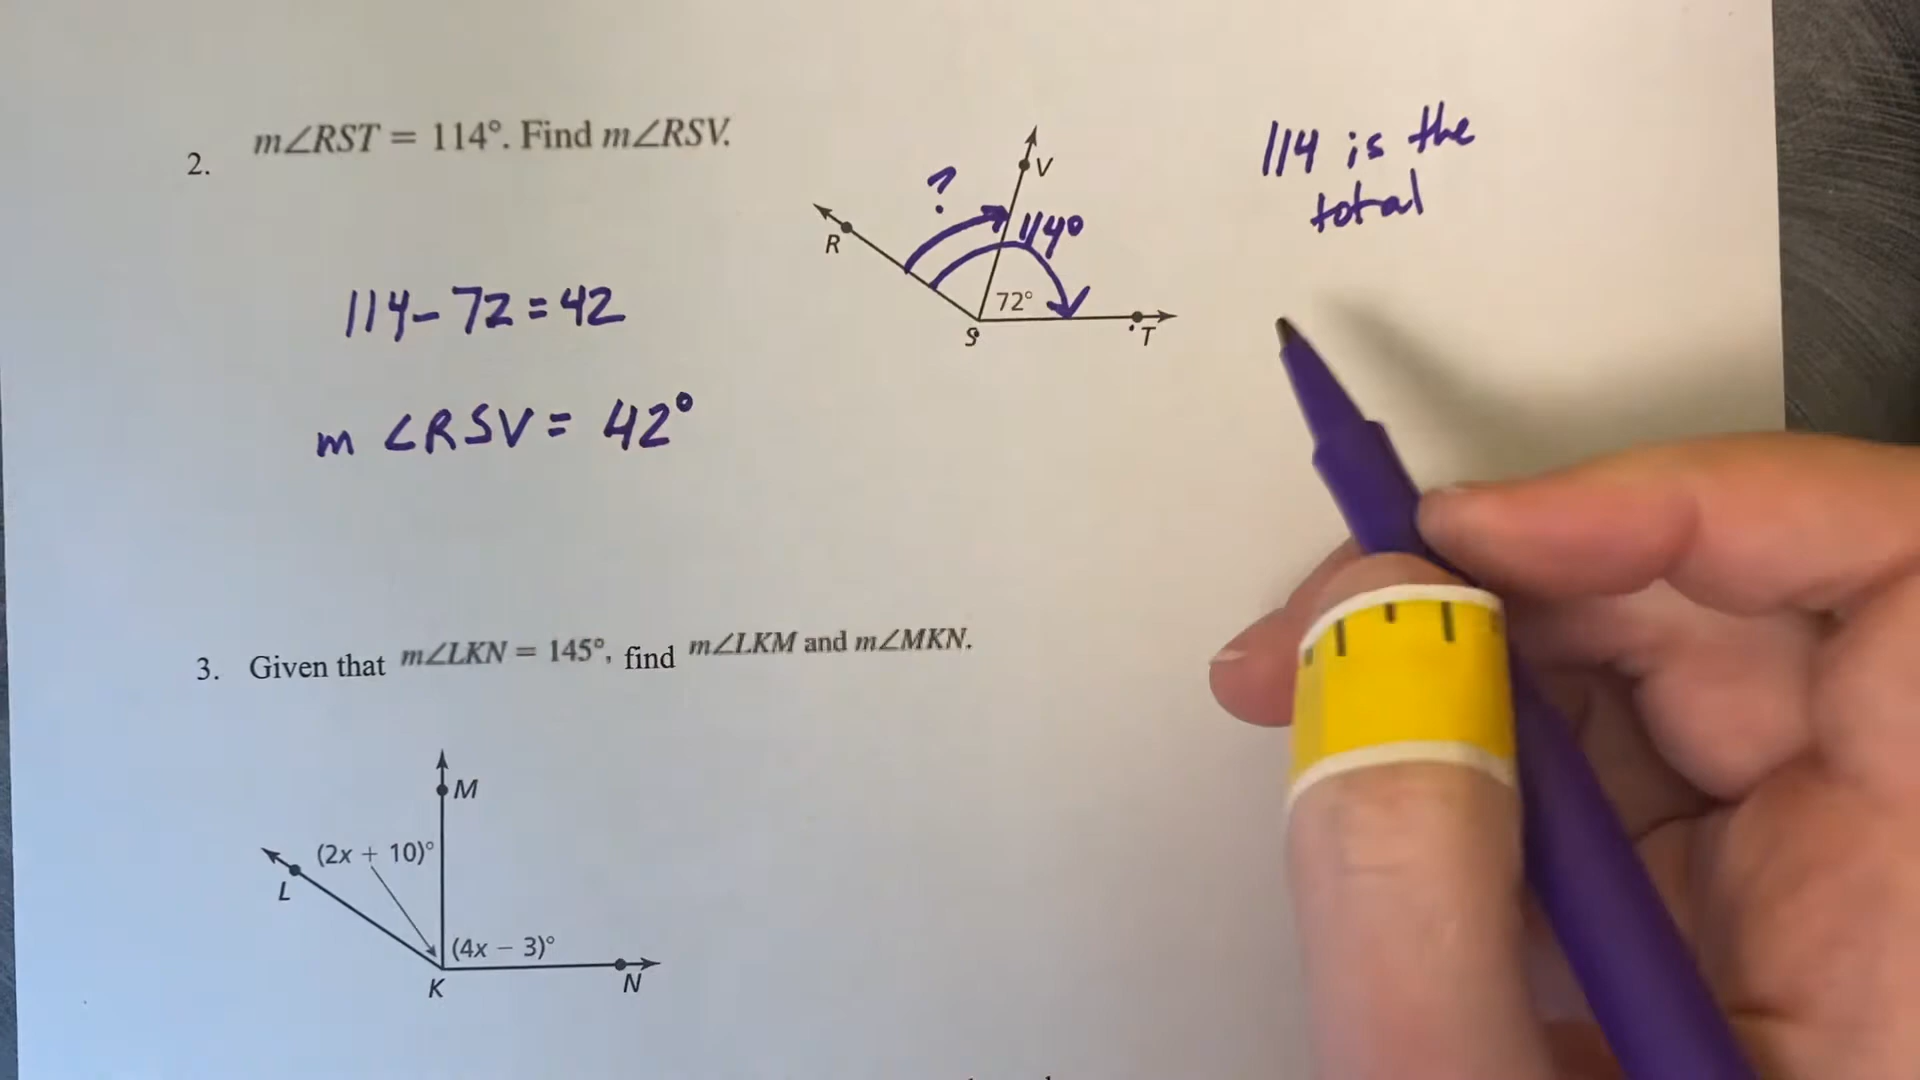 2. m∠RST = 114°. Find m∠RSV.
114 is the
total
?
V
114°
R
72°
S
T
114 - 72 = 42
m ∠RSV = 42°
3. Given that m∠LKN = 145°, find m∠LKM and m∠MKN.
M
(2x + 10)°
L
(4x − 3)°
K
N